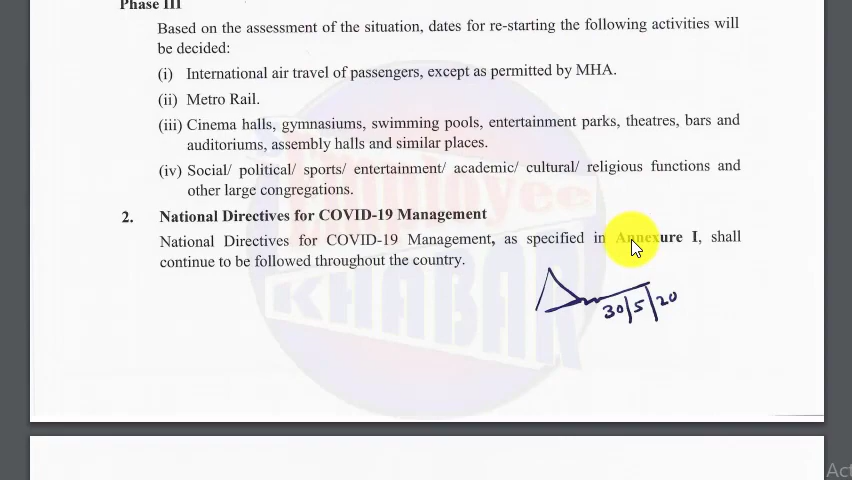 Phase III
Based on the assessment of the situation, dates for re-starting the following activities will
be decided:
(i) International air travel of passengers, except as permitted by MHA.
(ii) Metro Rail.
(iii) Cinema halls, gymnasiums, swimming pools, entertainment parks, theatres, bars and
auditoriums, assembly halls and similar places.
(iv) Social/ political/ sports/ entertainment/ academic/ cultural/ religious functions and
other large congregations.
2. National Directives for COVID-19 Management
National Directives for COVID-19 Management, as specified in Annexure I, shall
continue to be followed throughout the country.
30/5/20
Employee
KHABAR
Act